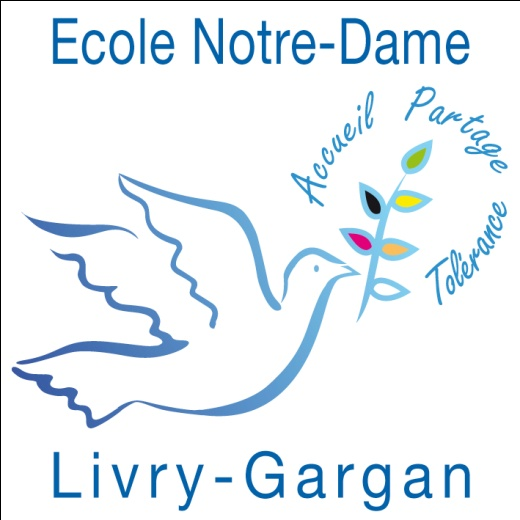 Ecole Notre-Dame
Accueil
Partage
Tolérance
Livry-Gargan